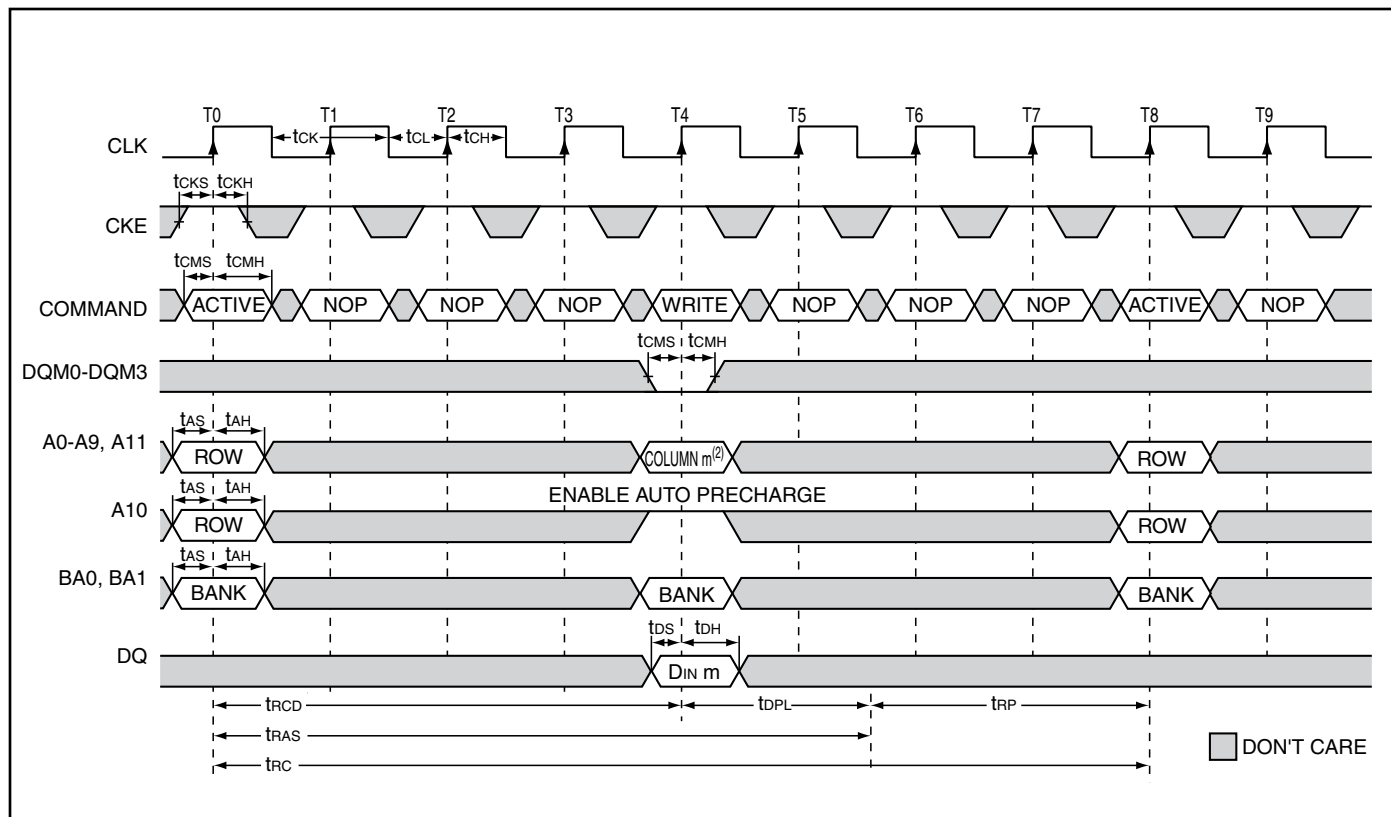 T0 T1 T2 T3 T4 T5 T6 T7 T8 T9
CLK tCK tCL tCH
tCKS tCKH
CKE
tCMS tCMH
COMMAND ACTIVE NOP NOP NOP WRITE NOP NOP NOP ACTIVE NOP
tCMS tCMH
DQM0-DQM3
tAS tAH
A0-A9, A11 ROW COLUMN m(2) ROW
tAS tAH ENABLE AUTO PRECHARGE
A10 ROW ROW
tAS tAH
BA0, BA1 BANK BANK BANK
tDS tDH
DQ DIN m
tRCD tDPL tRP
tRAS
DON'T CARE
tRC